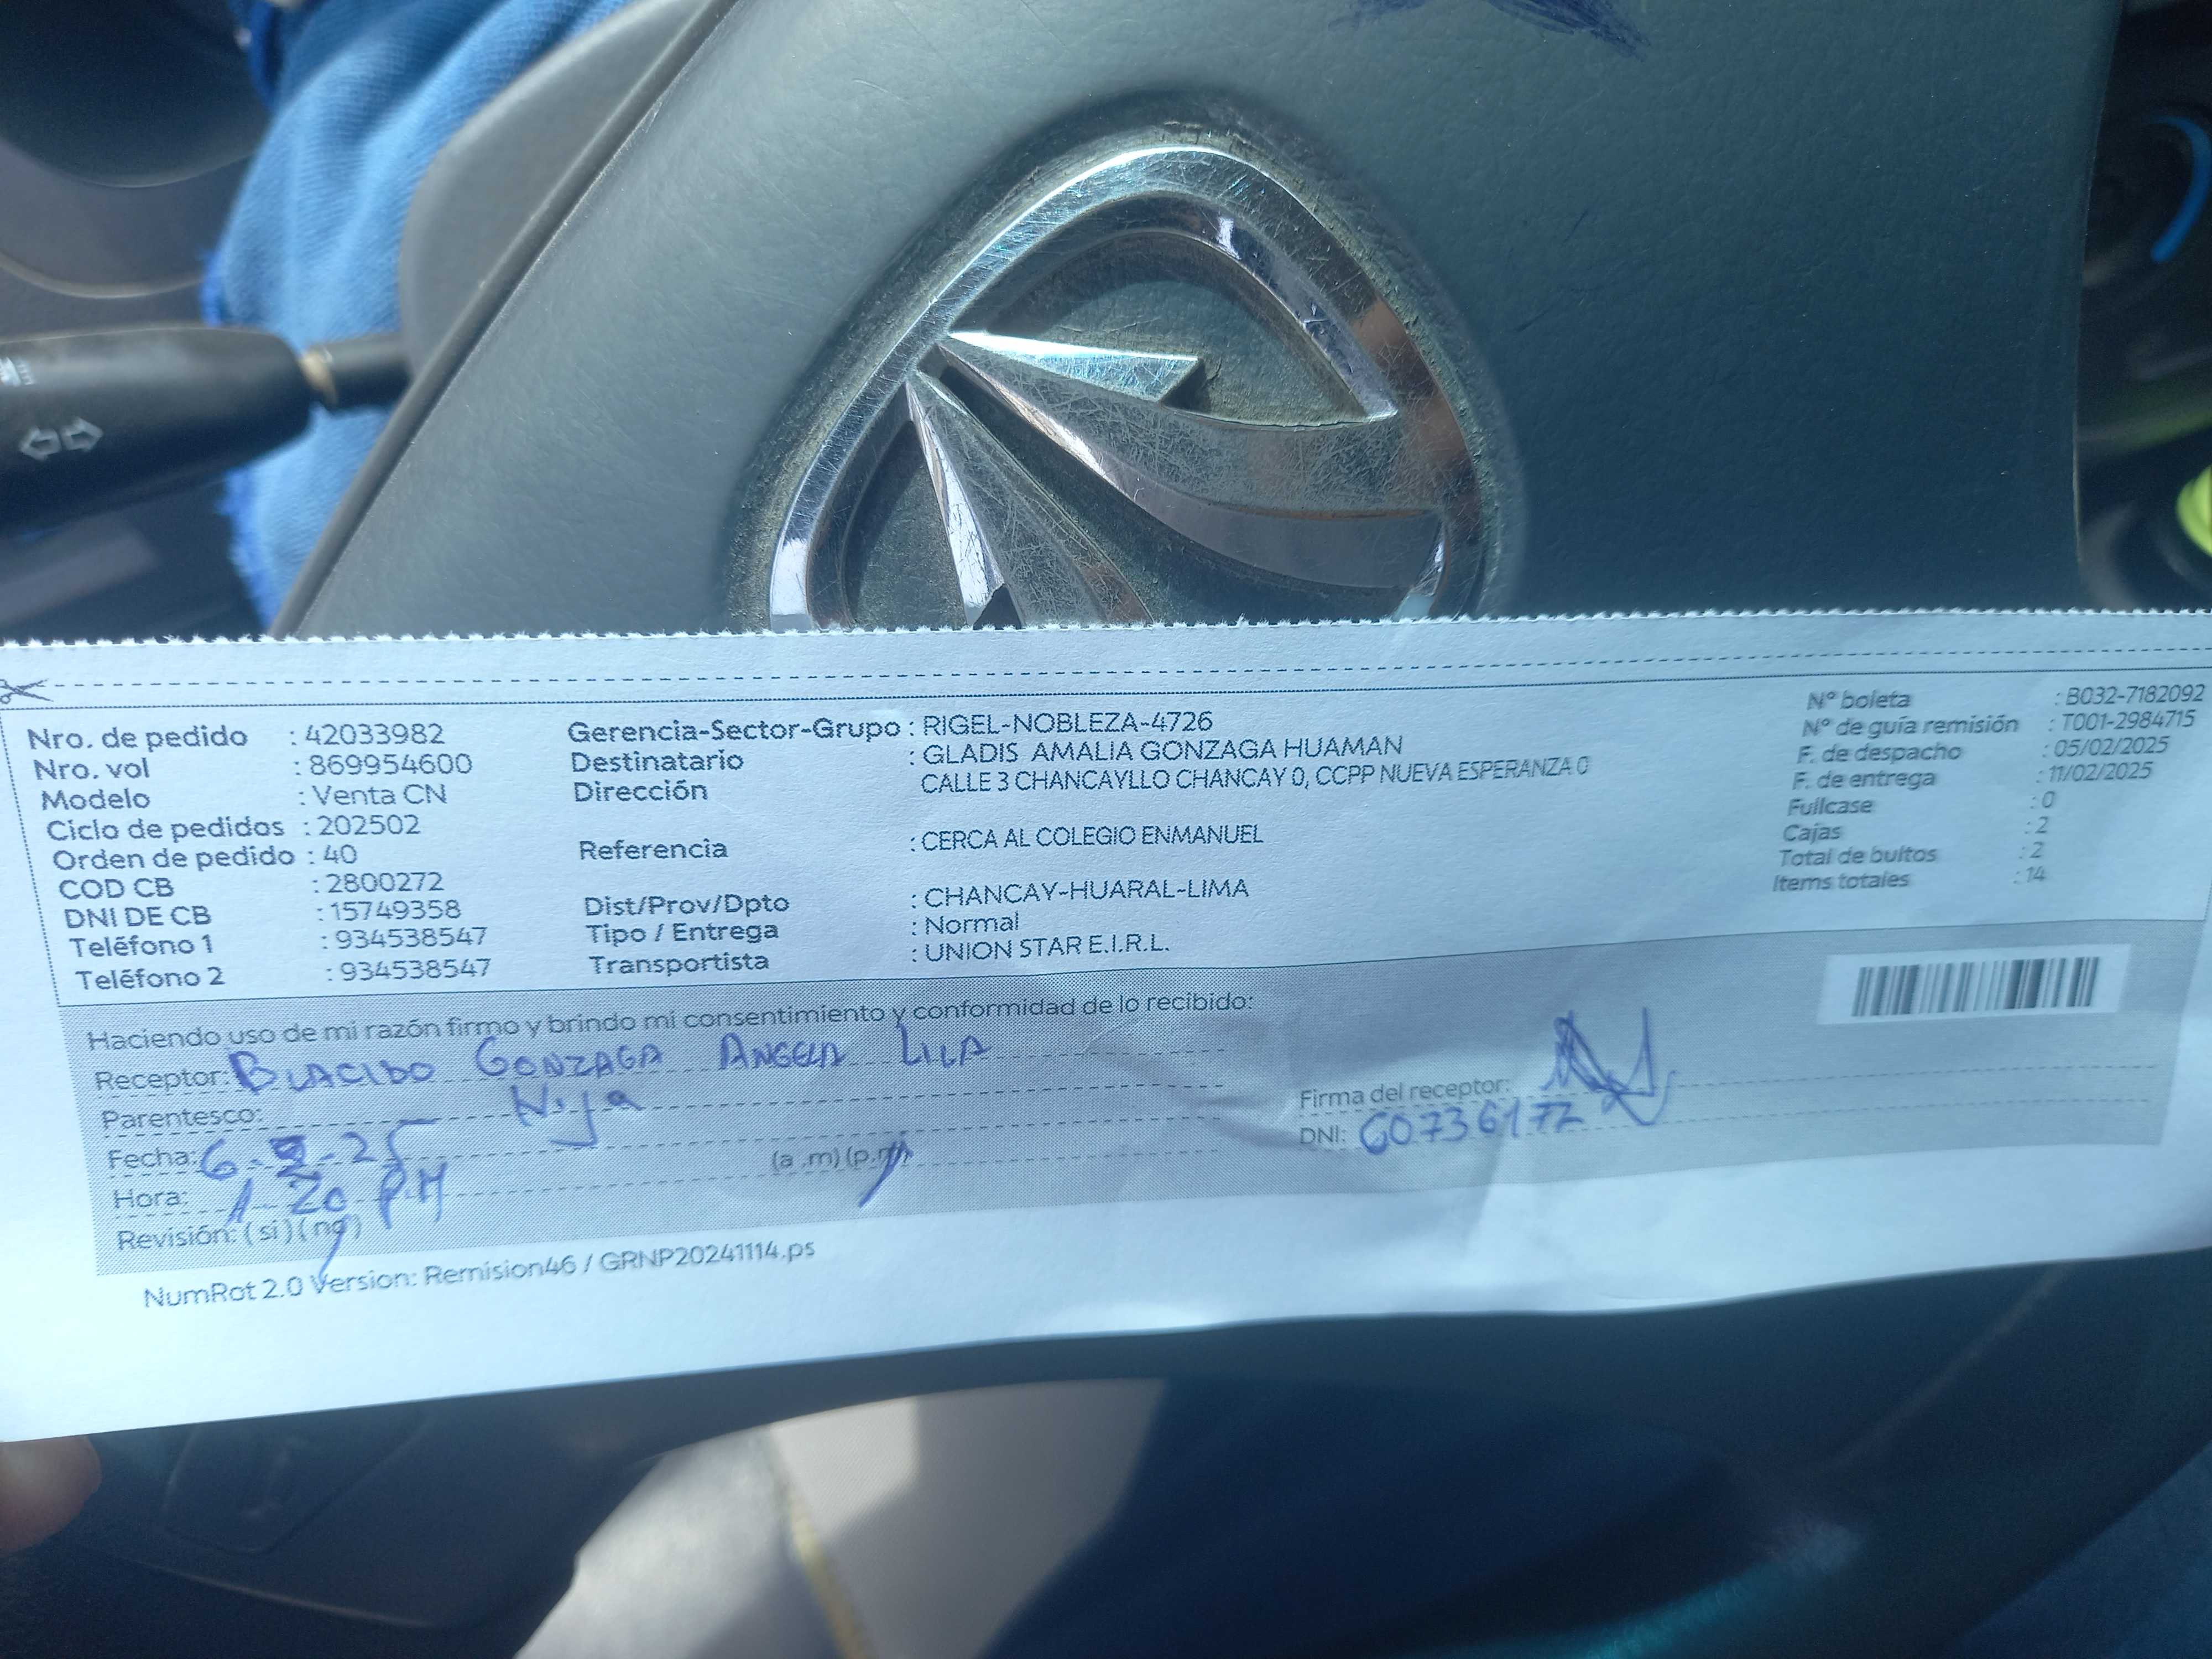 Nro. de pedido : 42033982
Nro. vol : 869954600
Modelo : Venta CN
Ciclo de pedidos : 202502
Orden de pedido : 40
COD CB : 2800272
DNI DE CB : 15749358
Teléfono 1 : 934538547
Teléfono 2 : 934538547
Gerencia-Sector-Grupo : RIGEL-NOBLEZA-4726
Destinatario : GLADIS AMALIA GONZAGA HUAMAN
Dirección CALLE 3 CHANCAYLLO CHANCAY 0, CCPP NUEVA ESPERANZA 0
Referencia : CERCA AL COLEGIO ENMANUEL
Dist/Prov/Dpto : CHANCAY-HUARAL-LIMA
Tipo / Entrega : Normal
Transportista : UNION STAR E.I.R.L.
N° boleta : B032-7182092
N° de guía remisión : T001-2984715
F. de despacho : 05/02/2025
F. de entrega : 11/02/2025
Fullcase : 0
Cajas : 2
Total de bultos : 2
Items totales : 14
Haciendo uso de mi razón firmo y brindo mi consentimiento y conformidad de lo recibido:
Receptor: BLACIDO GONZAGA ANGELA LILA
Parentesco: Hija
Fecha: 6-2-25
Hora: 1-20 PM (a .m) (p.m)
Revisión: (si) (no)
Firma del receptor:
DNI: 60736177
NumRot 2.0 Version: Remision46 / GRNP20241114.ps